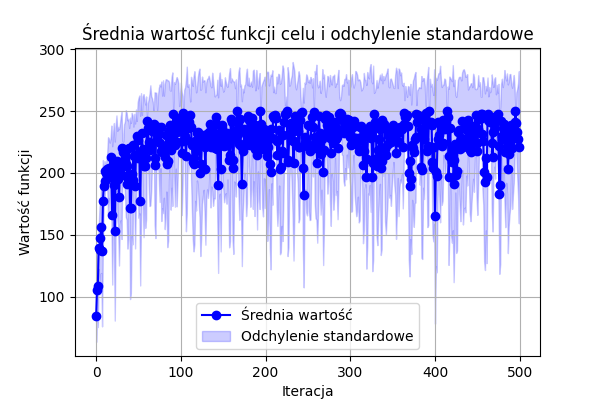 Średnia wartość funkcji celu i odchylenie standardowe
300
250
200
150
100
Wartość funkcji
Średnia wartość
Odchylenie standardowe
0 100 200 300 400 500
Iteracja